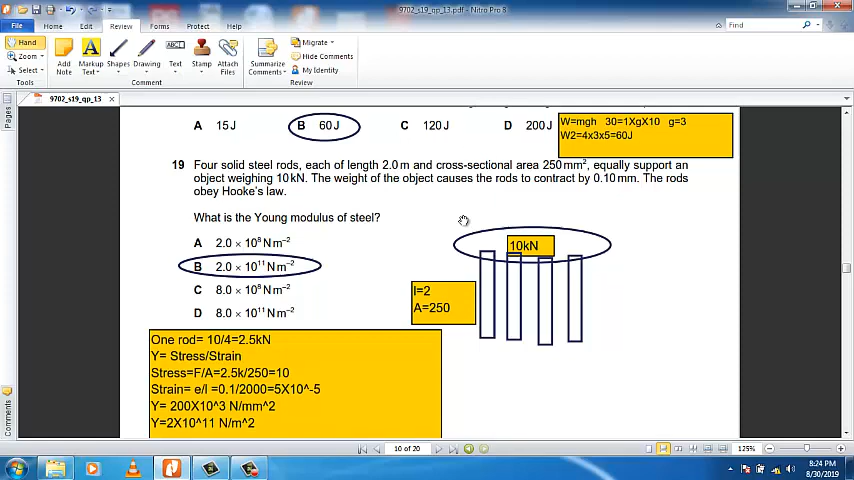 9702_s19_qp_13.pdf - Nitro Pro 8
File
Home
Edit
Review
Forms
Protect
Help
Find
Hand
Zoom
Select
Tools
Add Note
Markup Text
Shapes
Drawing
Text
Stamp
Attach Files
Comment
Summarize Comments
Migrate
Hide Comments
My Identity
Review
Pages
9702_s19_qp_13
A 15 J B 60 J C 120 J D 200 J
W=mgh 30=1XgX10 g=3
W2=4x3x5=60J
19 Four solid steel rods, each of length 2.0 m and cross-sectional area 250 mm², equally support an
object weighing 10 kN. The weight of the object causes the rods to contract by 0.10 mm. The rods
obey Hooke's law.
What is the Young modulus of steel?
A 2.0 × 10⁸ N m⁻²
B 2.0 × 10¹¹ N m⁻²
C 8.0 × 10⁸ N m⁻²
D 8.0 × 10¹¹ N m⁻²
10kN
l=2
A=250
One rod= 10/4=2.5kN
Y= Stress/Strain
Stress=F/A=2.5k/250=10
Strain= e/l =0.1/2000=5X10^-5
Y= 200X10^3 N/mm^2
Y=2X10^11 N/m^2
Comments
10 of 20
125%
8:24 PM
8/30/2019